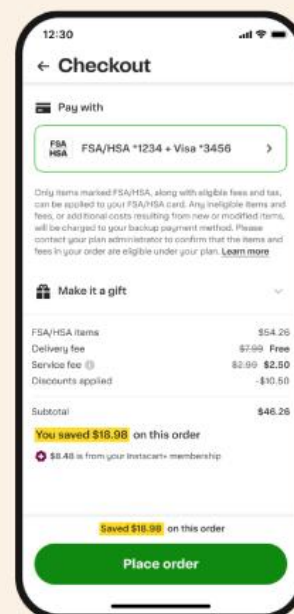 12:30
← Checkout
Pay with
FSA HSA FSA/HSA *1234 + Visa *3456 >
Only items marked FSA/HSA, along with eligible fees and tax,
can be applied to your FSA/HSA card. Any ineligible items and
fees, or additional costs resulting from new or modified items,
will be charged to your backup payment method. Please
contact your plan administrator to confirm that the items and
fees in your order are eligible under your plan. Learn more
Make it a gift
FSA/HSA items $54.26
Delivery fee $7.99 Free
Service fee $2.99 $2.50
Discounts applied -$10.50
Subtotal $46.26
You saved $18.98 on this order
$8.48 is from your Instacart+ membership
Saved $18.98 on this order
Place order